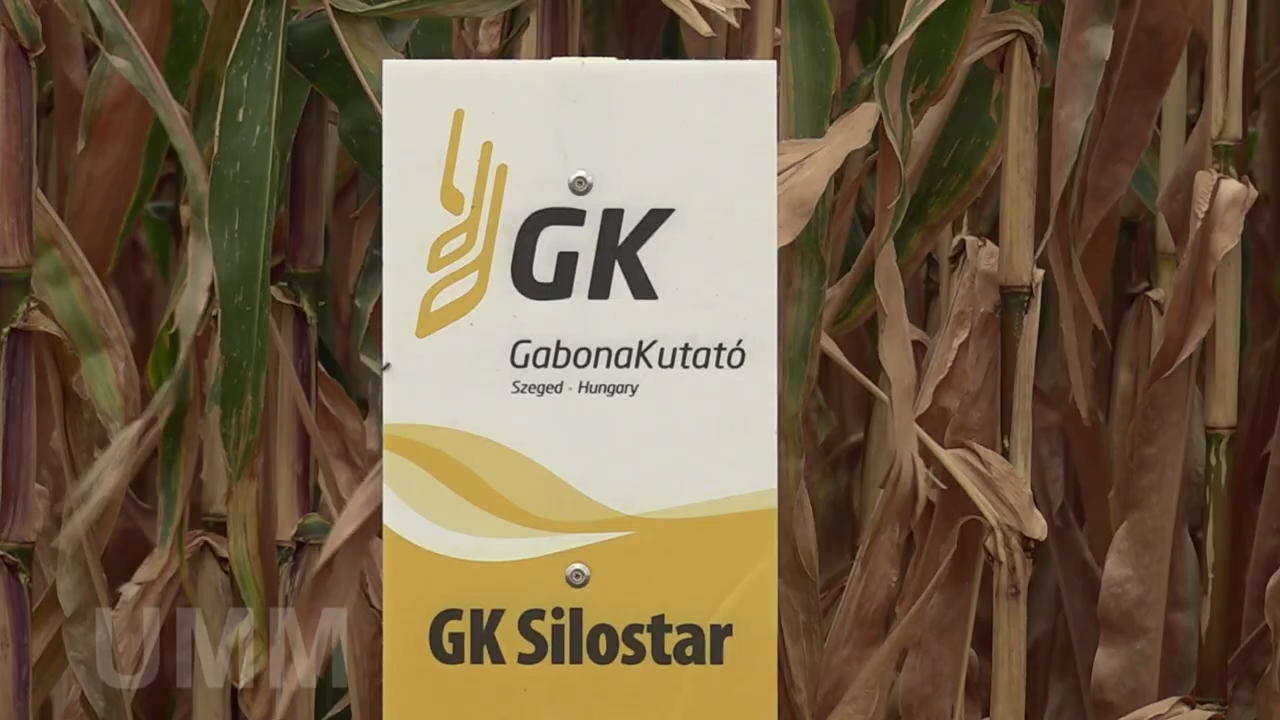 GK
GabonaKutató
Szeged - Hungary
GK Silostar
UMM